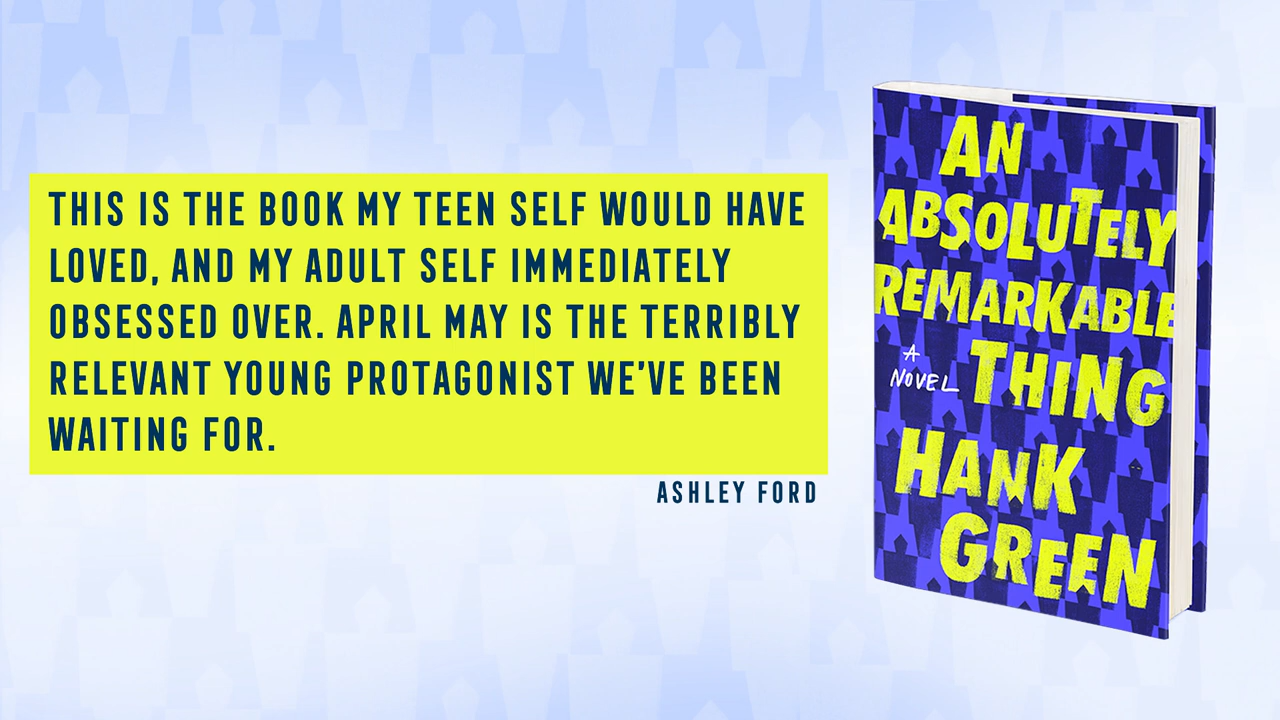 THIS IS THE BOOK MY TEEN SELF WOULD HAVE
LOVED, AND MY ADULT SELF IMMEDIATELY
OBSESSED OVER. APRIL MAY IS THE TERRIBLY
RELEVANT YOUNG PROTAGONIST WE'VE BEEN
WAITING FOR.
ASHLEY FORD
AN
ABSOLUTELY
REMARKABLE
A
NOVEL
THING
HANK
GREEN